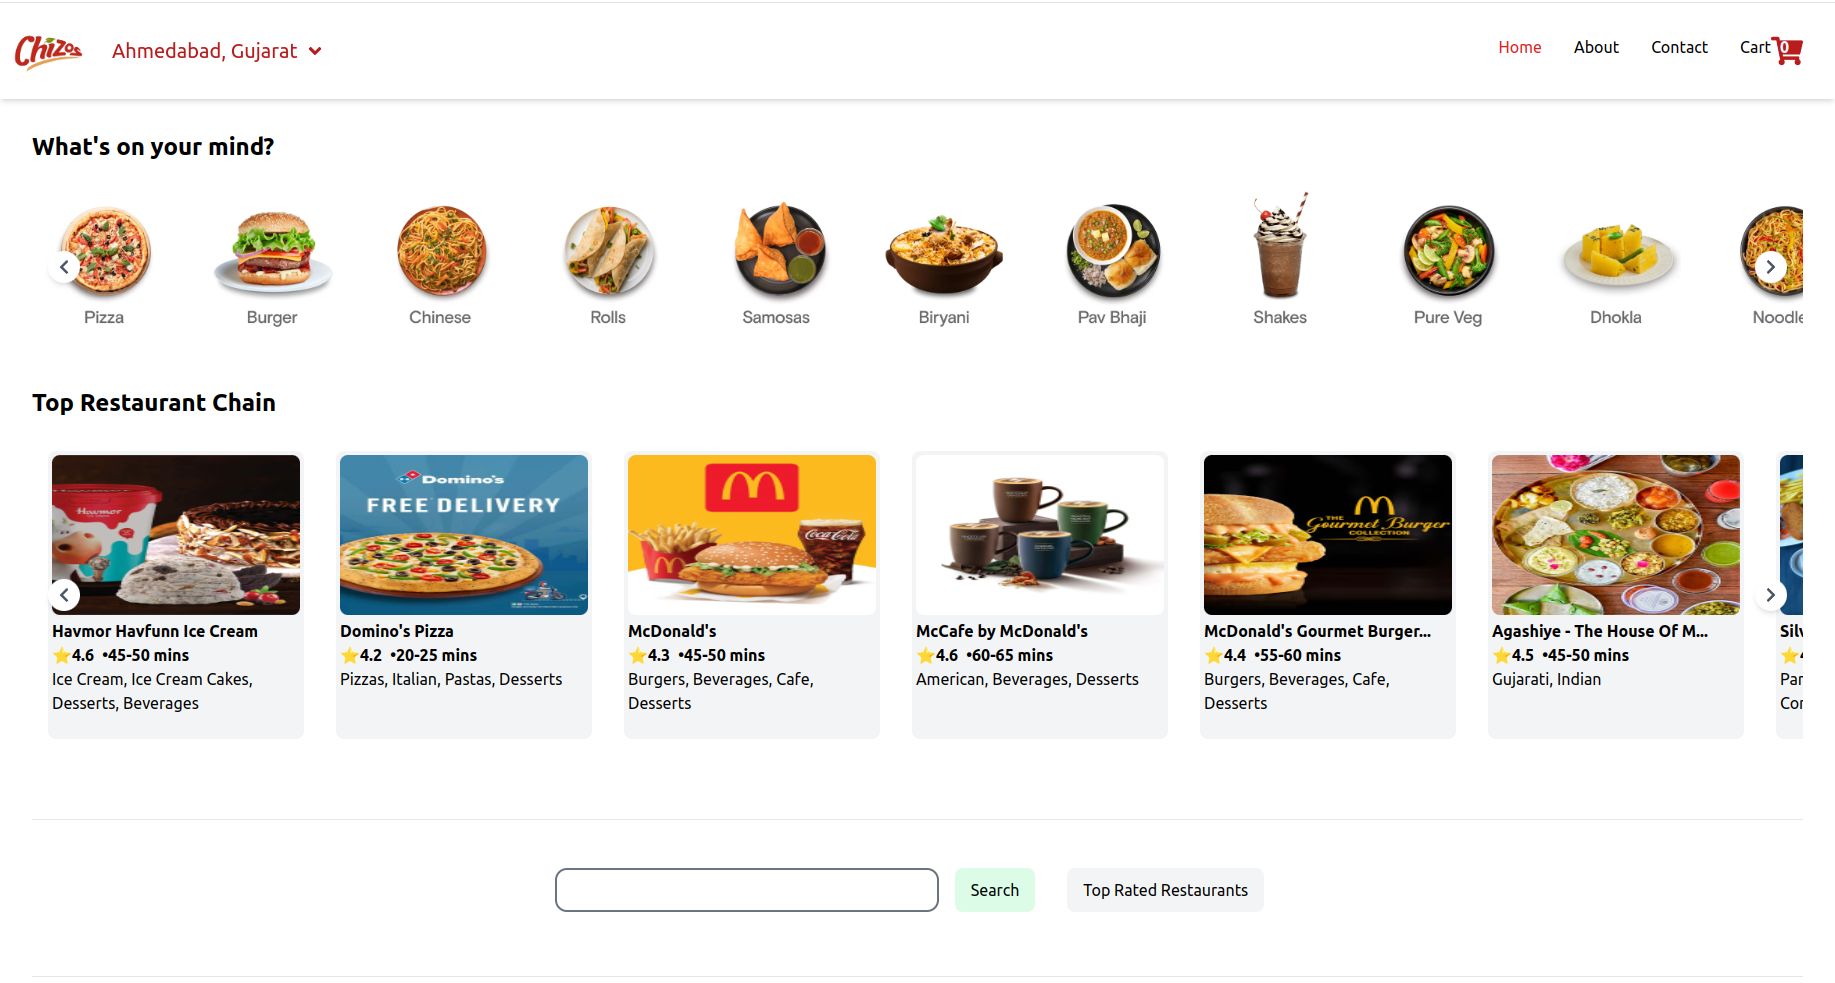 Chizos
Ahmedabad, Gujarat
Home
About
Contact
Cart
0
What's on your mind?
Pizza
Burger
Chinese
Rolls
Samosas
Biryani
Pav Bhaji
Shakes
Pure Veg
Dhokla
Noodle
Top Restaurant Chain
Havmor
Domino's
FREE DELIVERY
Coca-Cola
THE
Gourmet Burger
COLLECTION
Havmor Havfunn Ice Cream
⭐4.6 •45-50 mins
Ice Cream, Ice Cream Cakes,
Desserts, Beverages
Domino's Pizza
⭐4.2 •20-25 mins
Pizzas, Italian, Pastas, Desserts
McDonald's
⭐4.3 •45-50 mins
Burgers, Beverages, Cafe,
Desserts
McCafe by McDonald's
⭐4.6 •60-65 mins
American, Beverages, Desserts
McDonald's Gourmet Burger...
⭐4.4 •55-60 mins
Burgers, Beverages, Cafe,
Desserts
Agashiye - The House Of M...
⭐4.5 •45-50 mins
Gujarati, Indian
Search
Top Rated Restaurants